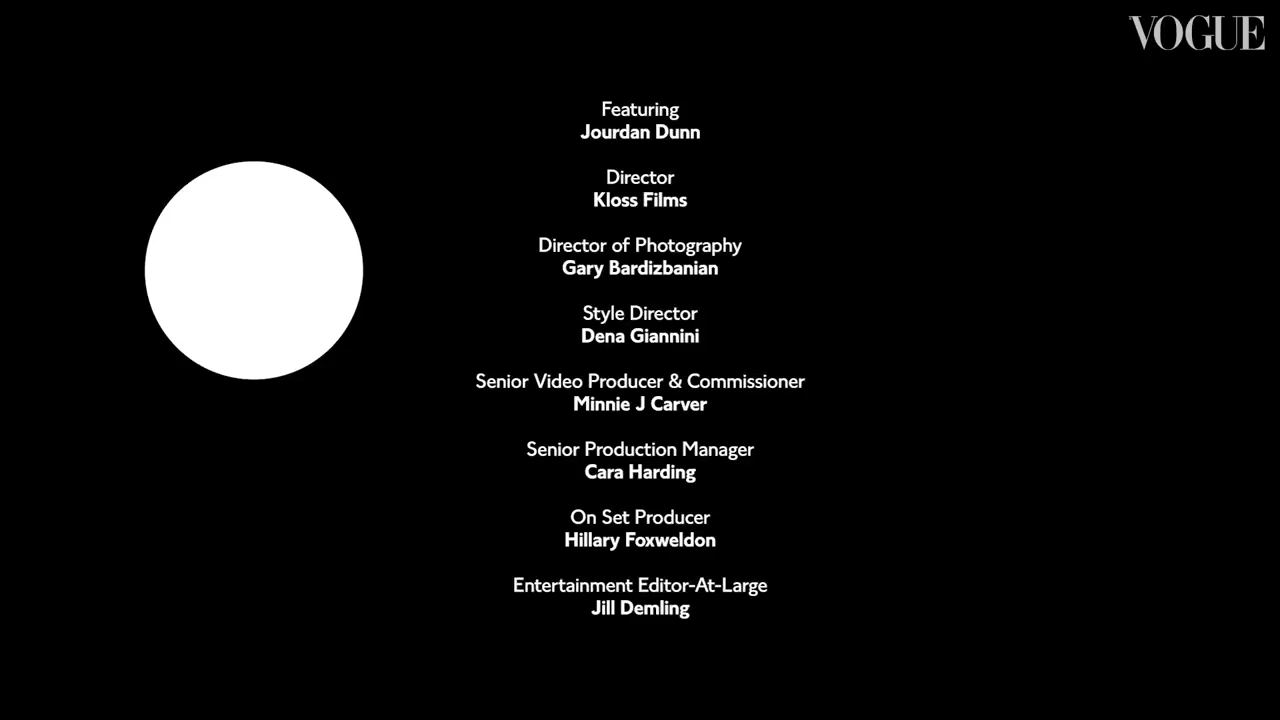 VOGUE
Featuring
Jourdan Dunn
Director
Kloss Films
Director of Photography
Gary Bardizbanian
Style Director
Dena Giannini
Senior Video Producer & Commissioner
Minnie J Carver
Senior Production Manager
Cara Harding
On Set Producer
Hillary Foxweldon
Entertainment Editor-At-Large
Jill Demling